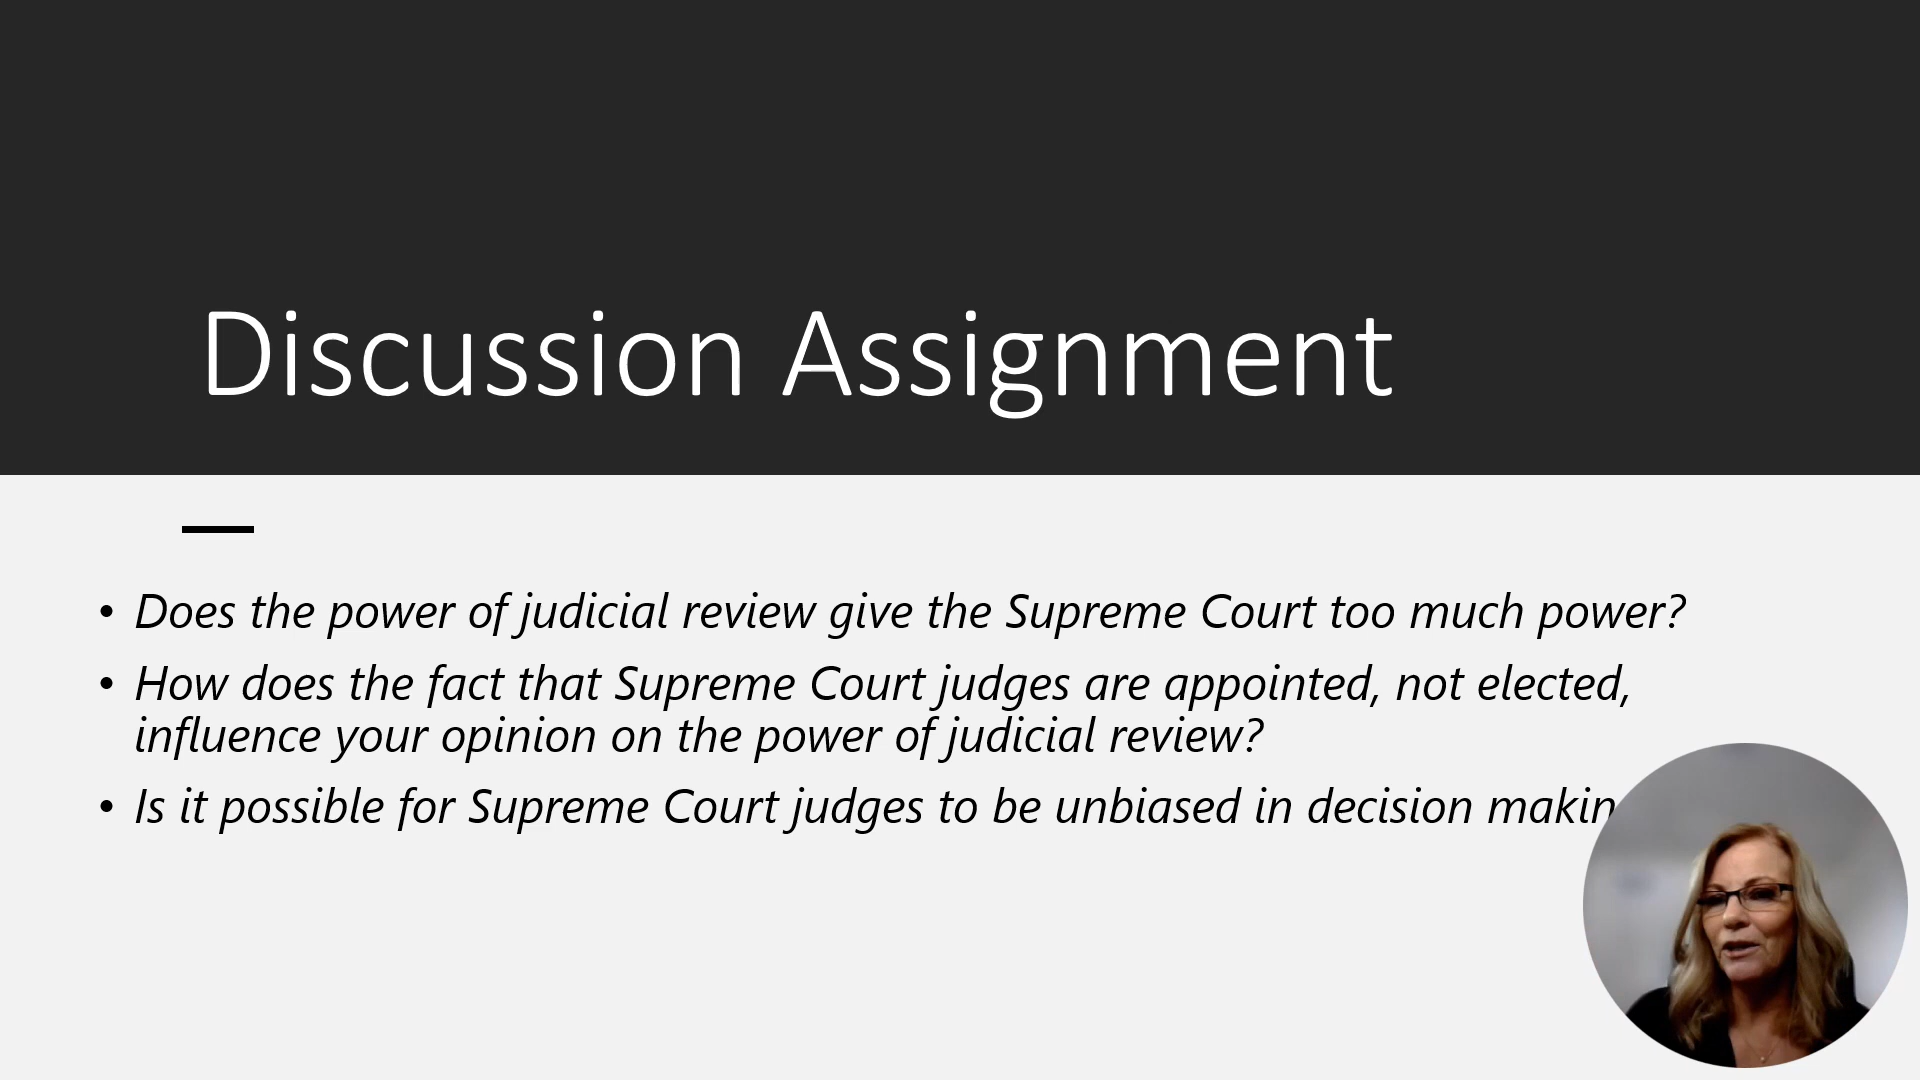 Discussion Assignment
• Does the power of judicial review give the Supreme Court too much power?
• How does the fact that Supreme Court judges are appointed, not elected,
influence your opinion on the power of judicial review?
• Is it possible for Supreme Court judges to be unbiased in decision makin